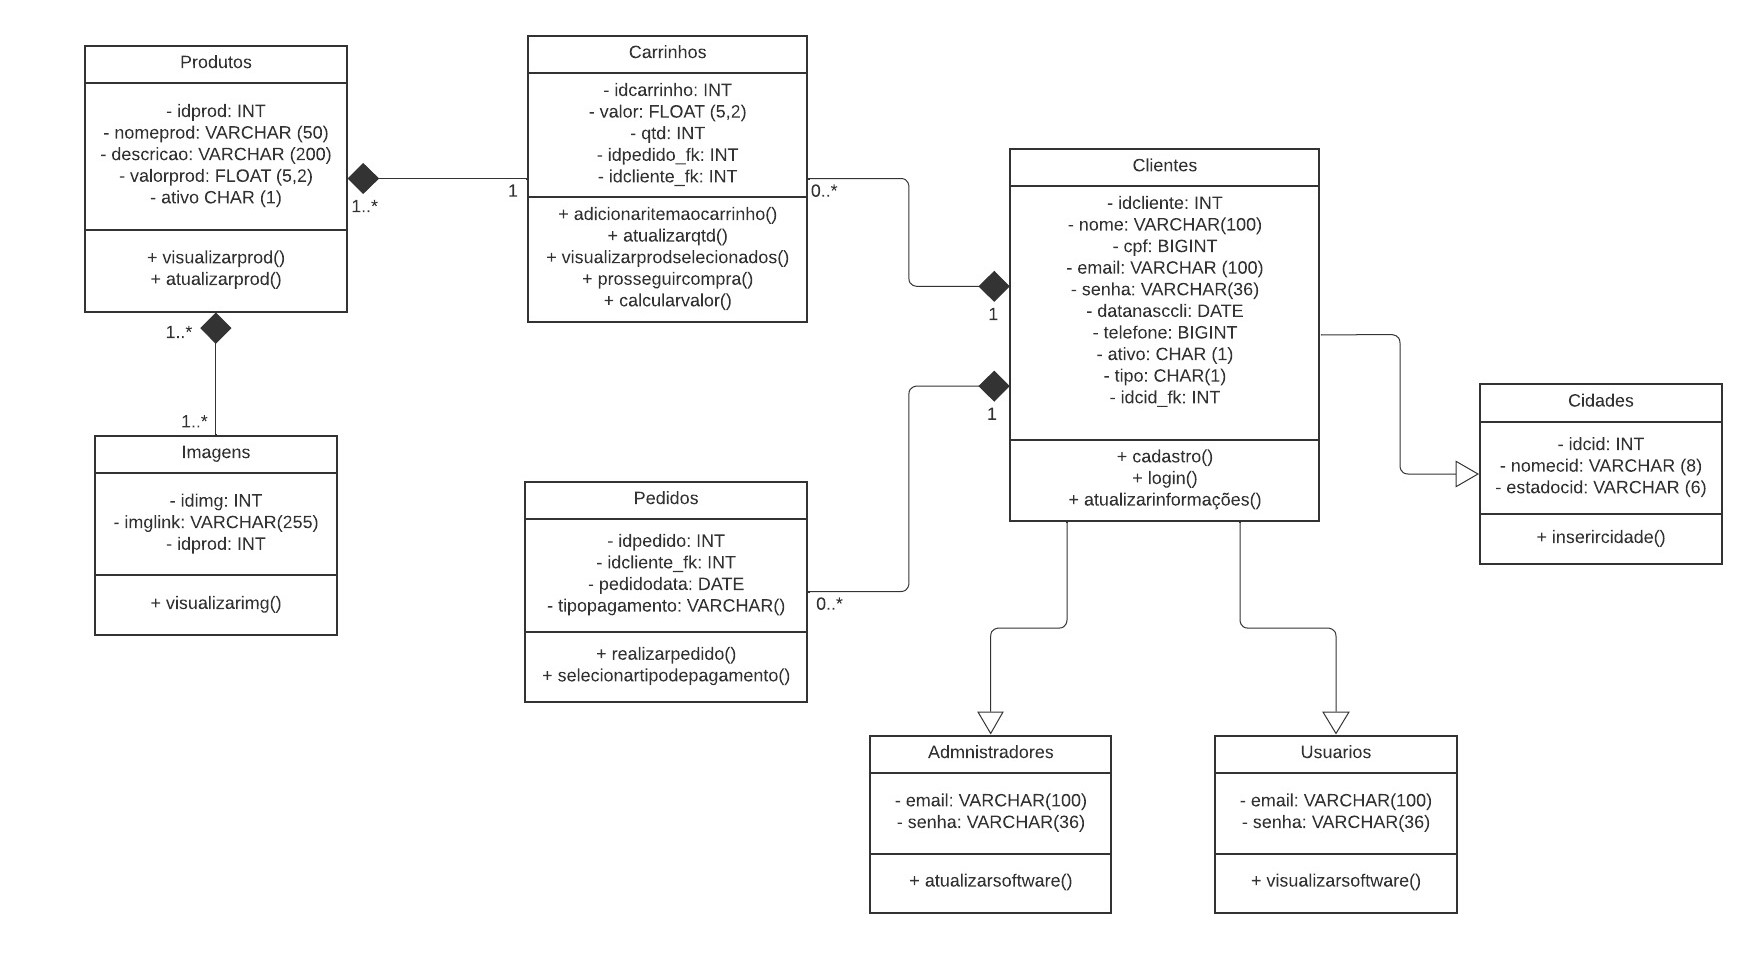 Produtos
- idprod: INT
- nomeprod: VARCHAR (50)
- descricao: VARCHAR (200)
- valorprod: FLOAT (5,2)
- ativo CHAR (1)
+ visualizarprod()
+ atualizarprod()
1..*
1
1..*
1..*
Imagens
- idimg: INT
- imglink: VARCHAR(255)
- idprod: INT
+ visualizarimg()
Carrinhos
- idcarrinho: INT
- valor: FLOAT (5,2)
- qtd: INT
- idpedido_fk: INT
- idcliente_fk: INT
+ adicionaritemaocarrinho()
+ atualizarqtd()
+ visualizarprodselecionados()
+ prosseguircompra()
+ calcularvalor()
0..*
1
Pedidos
- idpedido: INT
- idcliente_fk: INT
- pedidodata: DATE
- tipopagamento: VARCHAR()
+ realizarpedido()
+ selecionartipodepagamento()
0..*
1
Clientes
- idcliente: INT
- nome: VARCHAR(100)
- cpf: BIGINT
- email: VARCHAR (100)
- senha: VARCHAR(36)
- datanasccli: DATE
- telefone: BIGINT
- ativo: CHAR (1)
- tipo: CHAR(1)
- idcid_fk: INT
+ cadastro()
+ login()
+ atualizarinformações()
Cidades
- idcid: INT
- nomecid: VARCHAR (8)
- estadocid: VARCHAR (6)
+ inserircidade()
Admnistradores
- email: VARCHAR(100)
- senha: VARCHAR(36)
+ atualizarsoftware()
Usuarios
- email: VARCHAR(100)
- senha: VARCHAR(36)
+ visualizarsoftware()